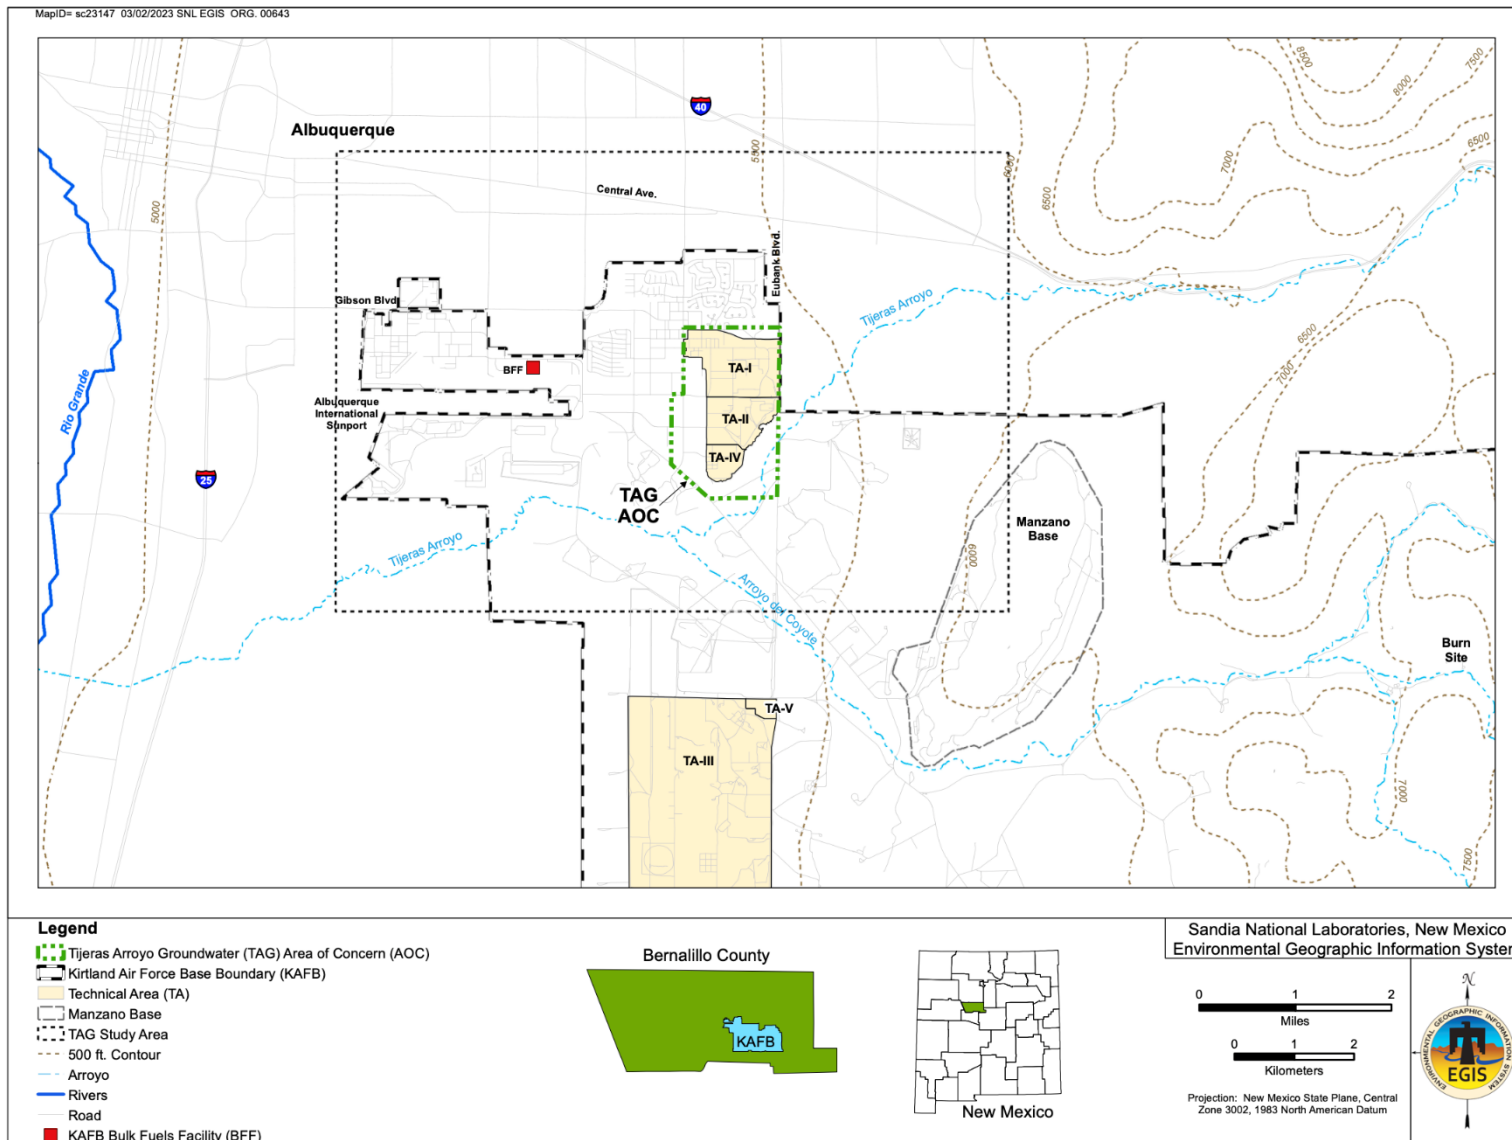 MapID= sc23147 03/02/2023 SNL EGIS ORG. 00643
40
7500
8500
8000
Albuquerque
5500
6500
6000
7000
Central Ave.
6500
5000
Eubank Blvd.
Gibson Blvd
Tijeras Arroyo
6500
BFF
TA-I
7000
Rio Grande
Albuquerque
International
Sunport
TA-II
TA-IV
25
TAG
AOC
Manzano
Base
Tijeras Arroyo
6000
Arroyo del Coyote
Burn
Site
TA-V
TA-III
7000
7500
Legend
Tijeras Arroyo Groundwater (TAG) Area of Concern (AOC)
Kirtland Air Force Base Boundary (KAFB)
Technical Area (TA)
Manzano Base
TAG Study Area
500 ft. Contour
Arroyo
Rivers
Road
KAFB Bulk Fuels Facility (BFF)
Bernalillo County
KAFB
New Mexico
Sandia National Laboratories, New Mexico
Environmental Geographic Information System
0 1 2
Miles
0 1 2
Kilometers
Projection: New Mexico State Plane, Central
Zone 3002, 1983 North American Datum
N
ENVIRONMENTAL GEOGRAPHIC INFORMATION SYSTEM
EGIS